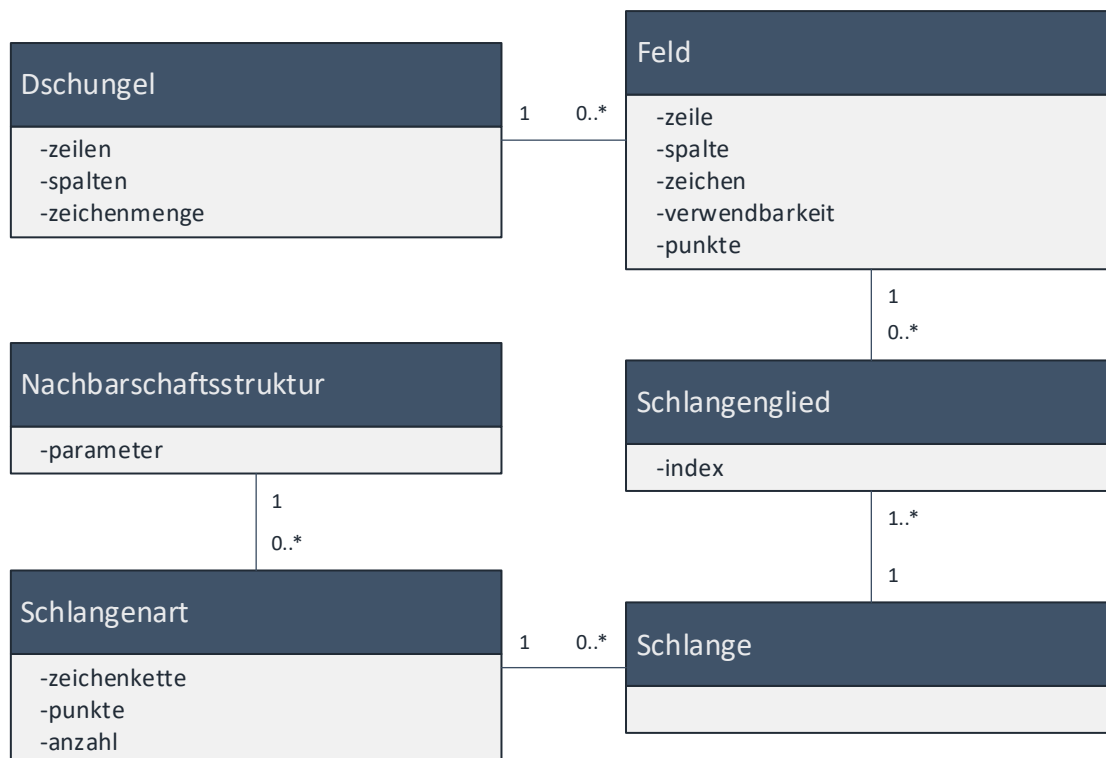 Dschungel
-zeilen
-spalten
-zeichenmenge
1 0..*
Feld
-zeile
-spalte
-zeichen
-verwendbarkeit
-punkte
1
0..*
Nachbarschaftsstruktur
-parameter
1
0..*
Schlangenglied
-index
1..*
1
Schlangenart
-zeichenkette
-punkte
-anzahl
1 0..*
Schlange